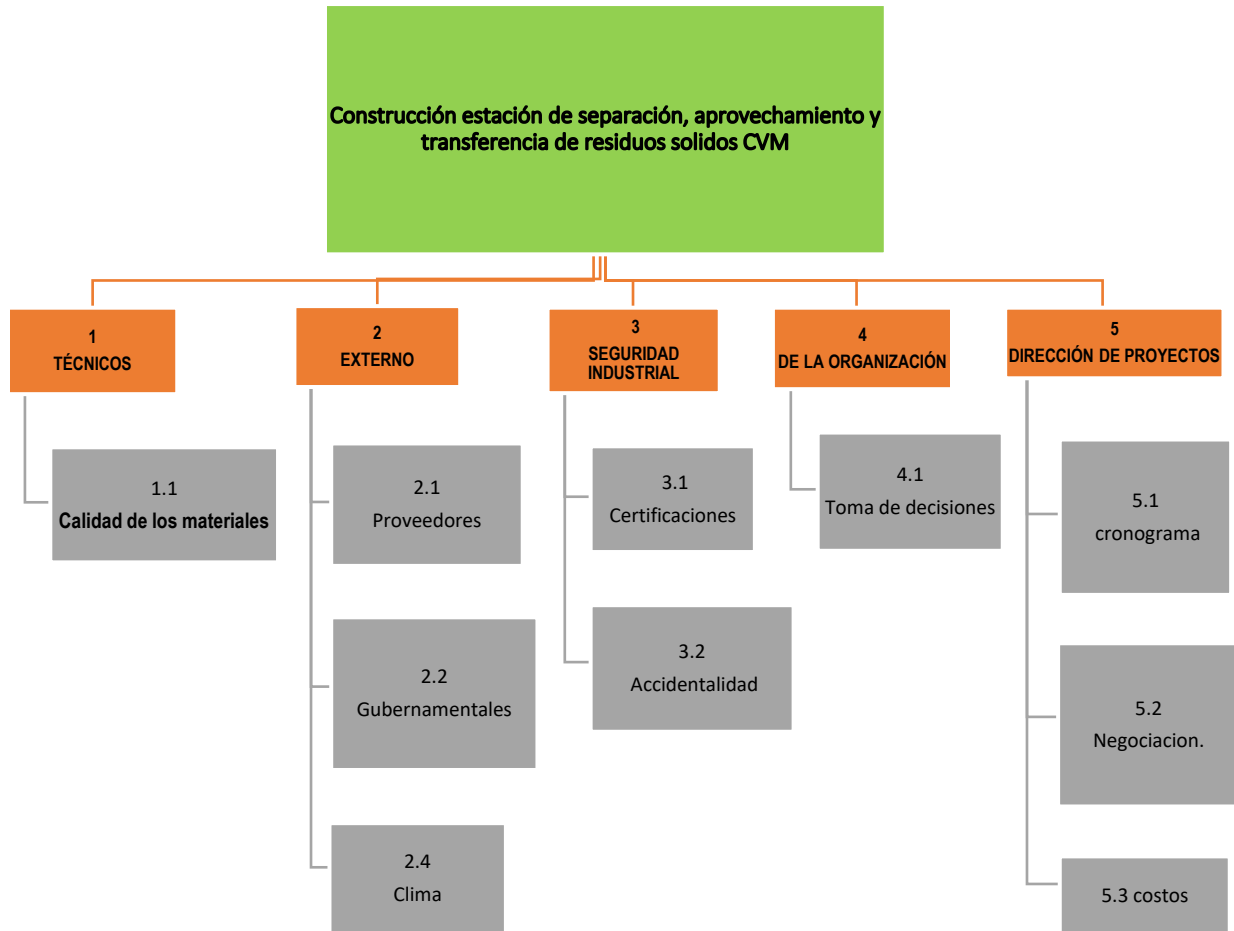 Construcción estación de separación, aprovechamiento y
transferencia de residuos solidos CVM
1
TÉCNICOS
2
EXTERNO
3
SEGURIDAD
INDUSTRIAL
4
DE LA ORGANIZACIÓN
5
DIRECCIÓN DE PROYECTOS
1.1
Calidad de los materiales
2.1
Proveedores
2.2
Gubernamentales
2.4
Clima
3.1
Certificaciones
3.2
Accidentalidad
4.1
Toma de decisiones
5.1
cronograma
5.2
Negociacion.
5.3 costos